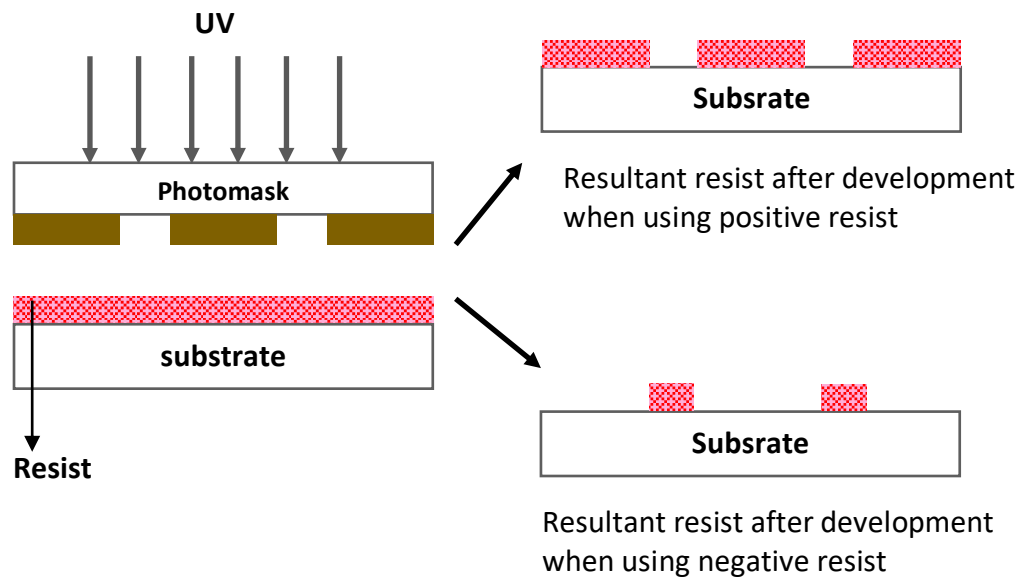 UV
Photomask
substrate
Resist
Subsrate
Resultant resist after development
when using positive resist
Subsrate
Resultant resist after development
when using negative resist